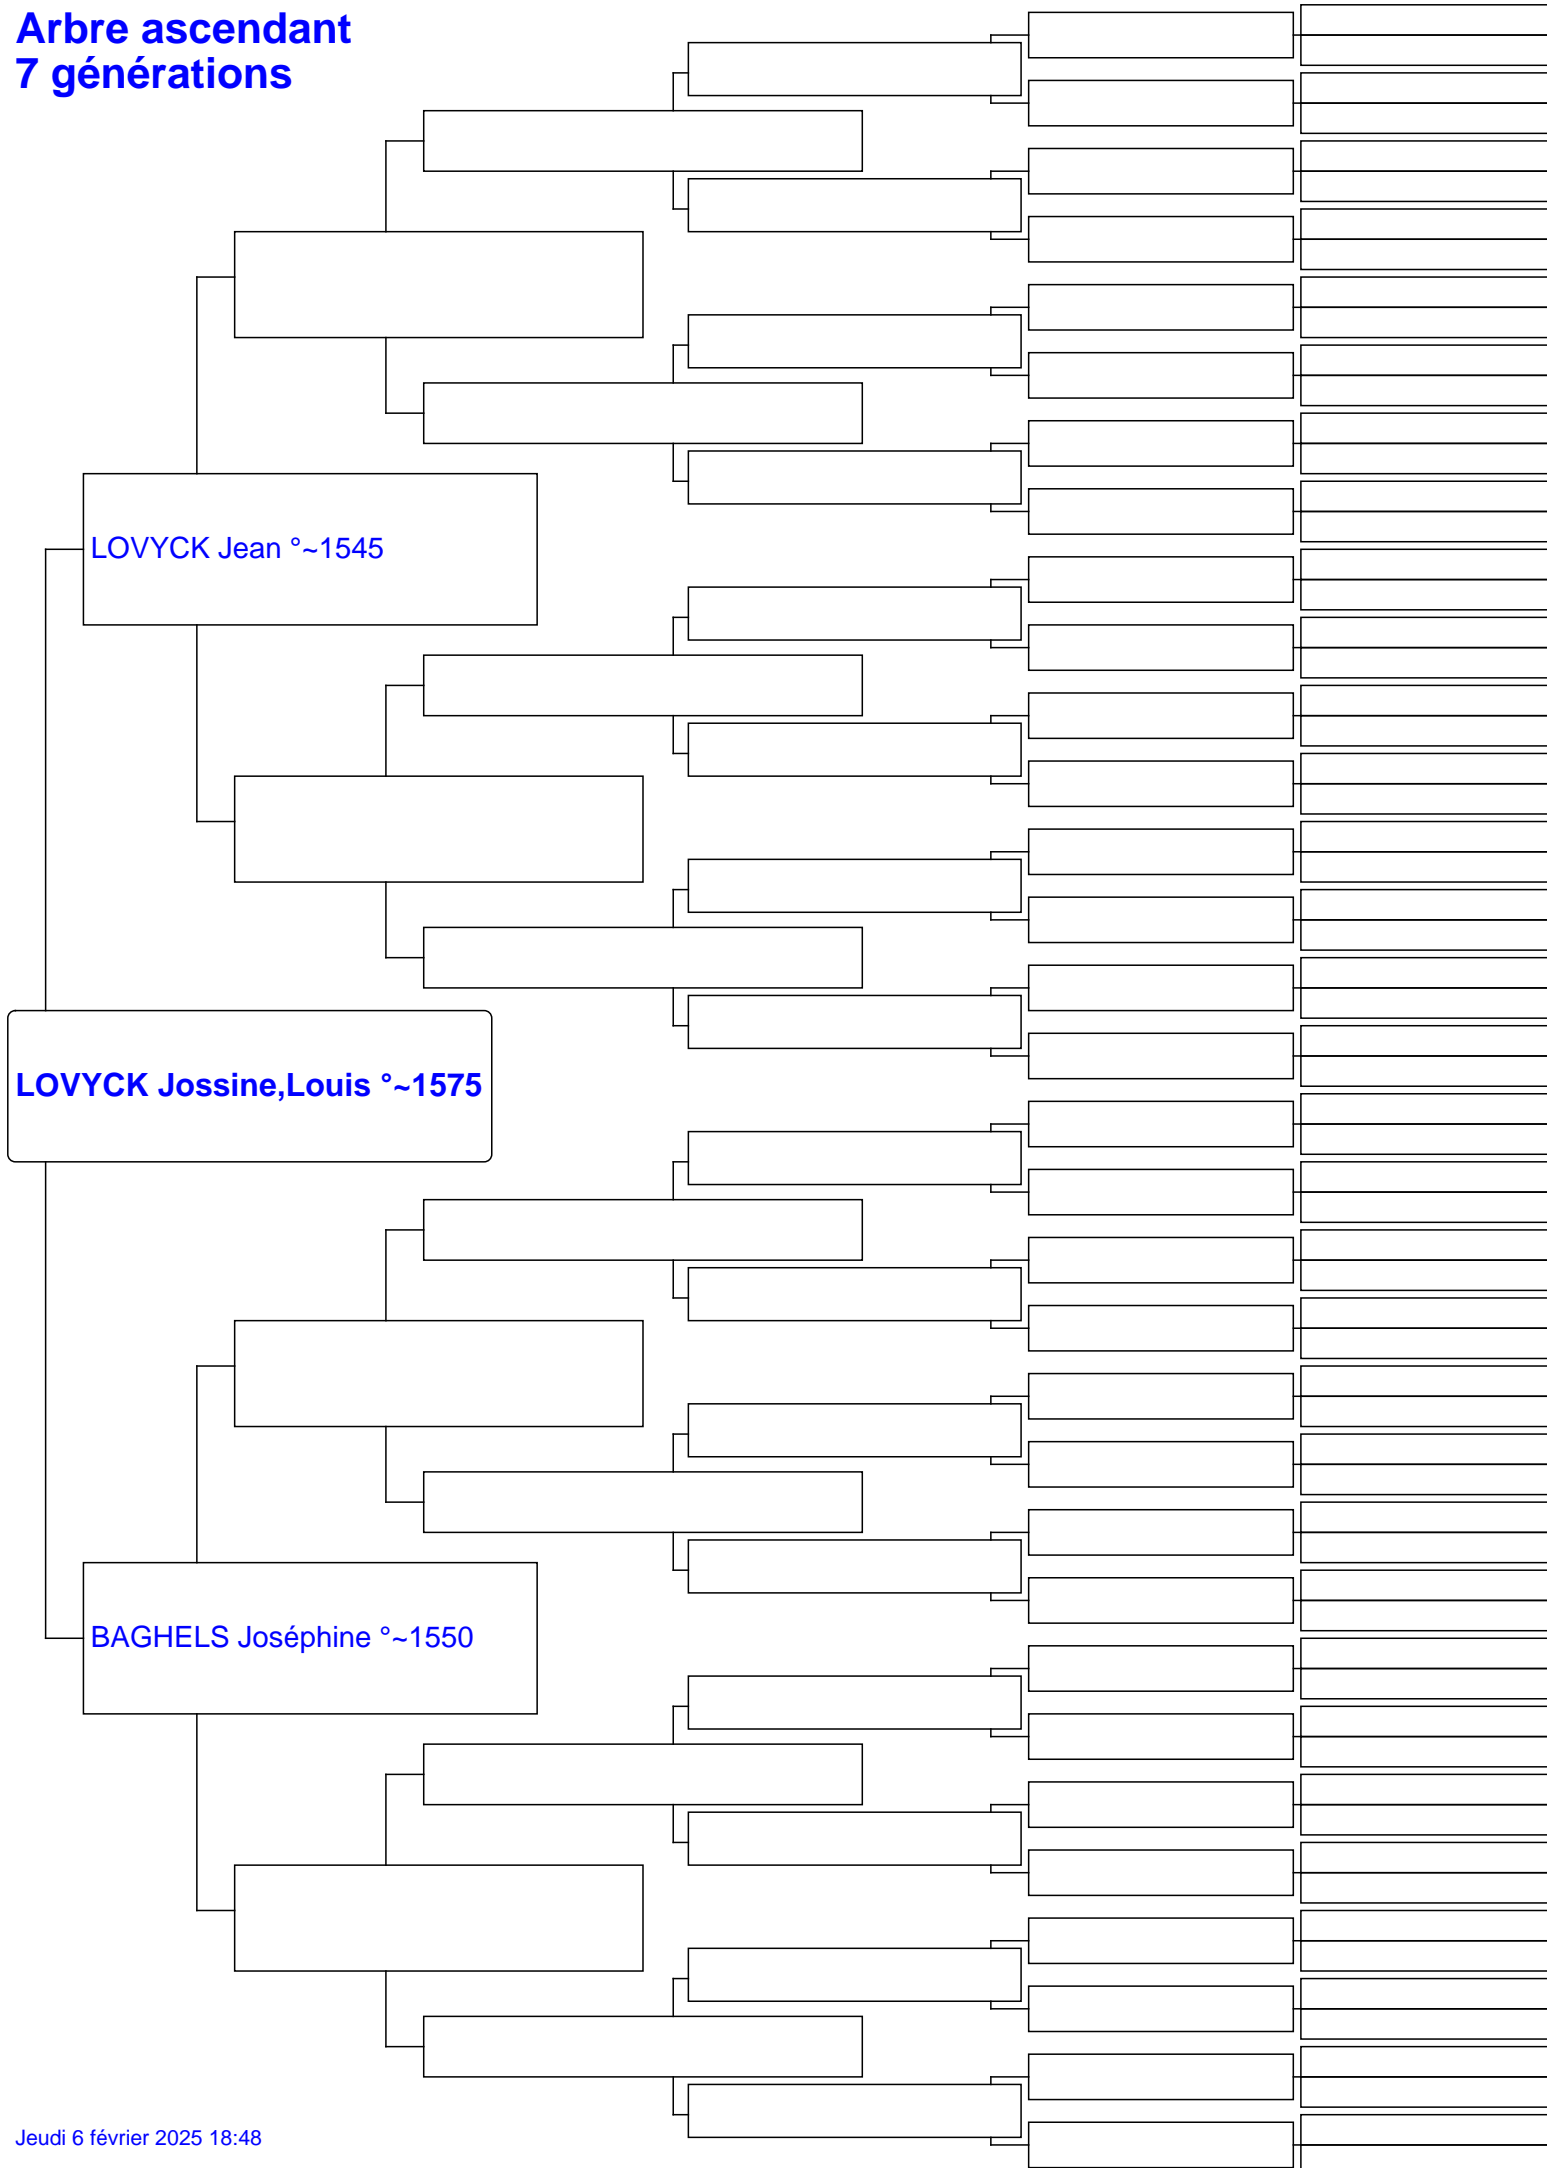 Arbre ascendant
7 générations
LOVYCK Jean °~1545
LOVYCK Jossine,Louis °~1575
BAGHELS Joséphine °~1550
Jeudi 6 février 2025 18:48